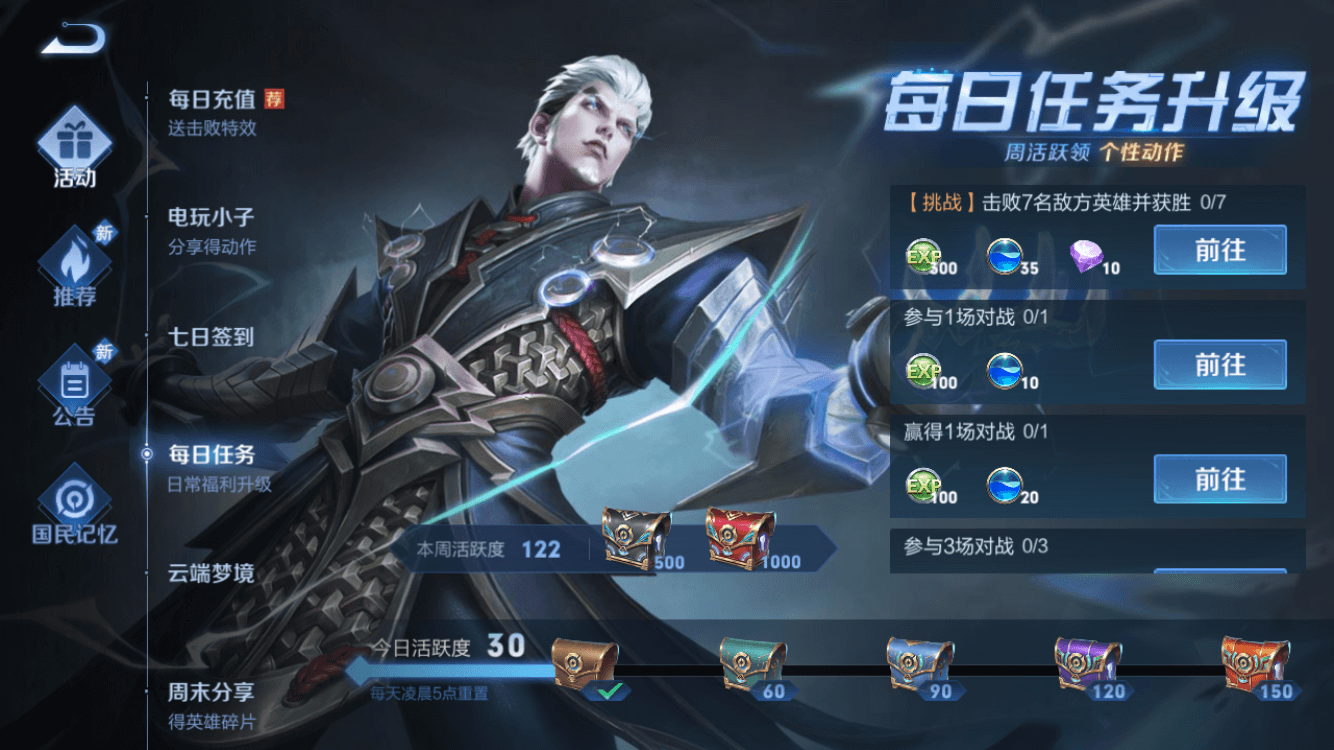 活动
新
推荐
新
公告
国民记忆
每日充值 荐
送击败特效
电玩小子
分享得动作
七日签到
每日任务
日常福利升级
云端梦境
周末分享
得英雄碎片
每日任务升级
周活跃领 个性动作
【挑战】击败7名敌方英雄并获胜 0/7
EXP 300 35 10
前往
参与1场对战 0/1
EXP 100 10
前往
赢得1场对战 0/1
EXP 100 20
前往
参与3场对战 0/3
本周活跃度 122 500 1000
今日活跃度 30
每天凌晨5点重置
60 90 120 150